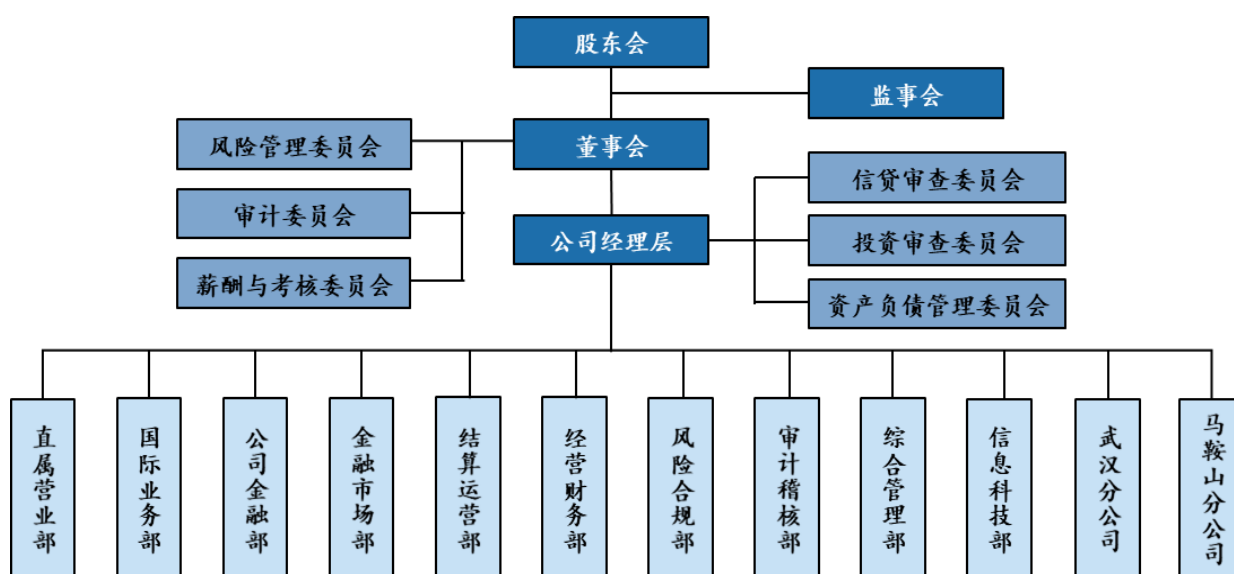 股东会
监事会
风险管理委员会
董事会
信贷审查委员会
审计委员会
公司经理层
投资审查委员会
薪酬与考核委员会
资产负债管理委员会
直属营业部
国际业务部
公司金融部
金融市场部
结算运营部
经营财务部
风险合规部
审计稽核部
综合管理部
信息科技部
武汉分公司
马鞍山分公司